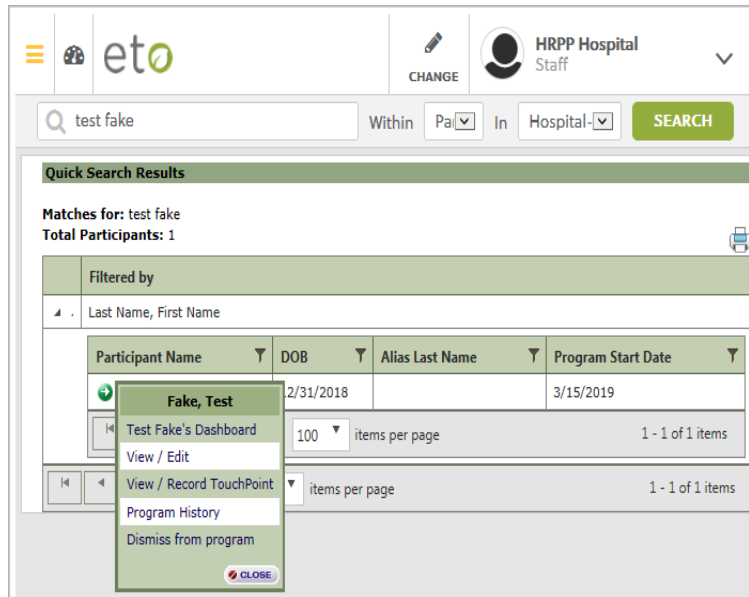 eto
CHANGE
HRPP Hospital
Staff
test fake
Within
Pa
In
Hospital-
SEARCH
Quick Search Results
Matches for: test fake
Total Participants: 1
Filtered by
Last Name, First Name
Participant Name
DOB
Alias Last Name
Program Start Date
2/31/2018
3/15/2019
Fake, Test
Test Fake's Dashboard
View / Edit
View / Record TouchPoint
Program History
Dismiss from program
CLOSE
100
items per page
1 - 1 of 1 items
items per page
1 - 1 of 1 items